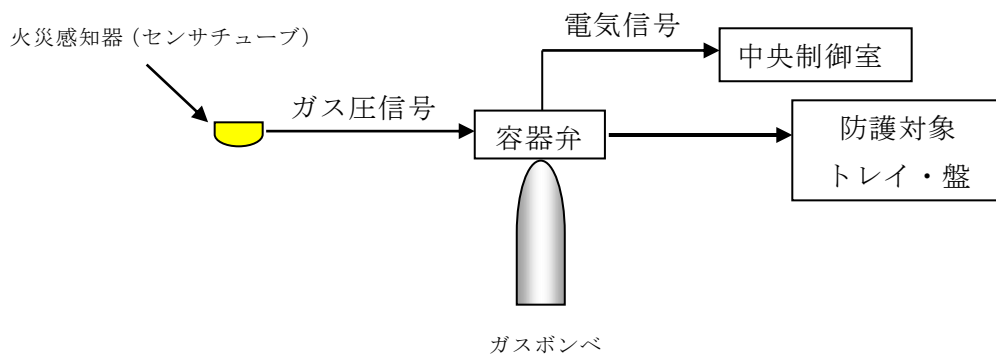 火災感知器（センサチューブ）
電気信号
中央制御室
ガス圧信号
容器弁
防護対象
トレイ・盤
ガスボンベ